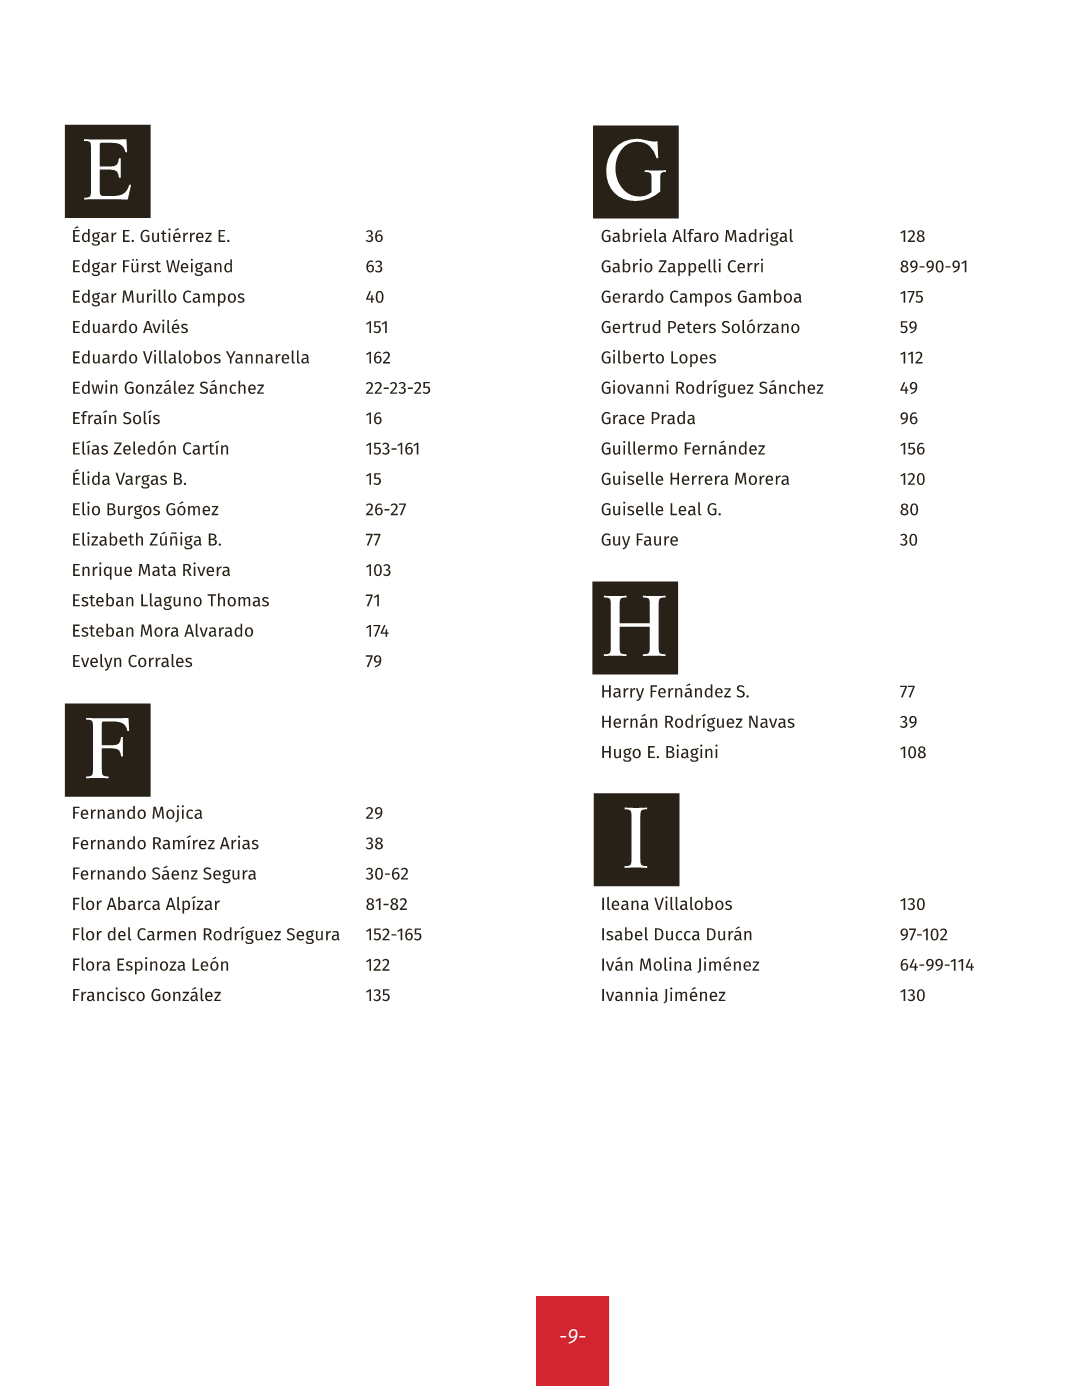 E
Édgar E. Gutiérrez E. 36
Edgar Fürst Weigand 63
Edgar Murillo Campos 40
Eduardo Avilés 151
Eduardo Villalobos Yannarella 162
Edwin González Sánchez 22-23-25
Efraín Solís 16
Elías Zeledón Cartín 153-161
Élida Vargas B. 15
Elio Burgos Gómez 26-27
Elizabeth Zúñiga B. 77
Enrique Mata Rivera 103
Esteban Llaguno Thomas 71
Esteban Mora Alvarado 174
Evelyn Corrales 79
F
Fernando Mojica 29
Fernando Ramírez Arias 38
Fernando Sáenz Segura 30-62
Flor Abarca Alpízar 81-82
Flor del Carmen Rodríguez Segura 152-165
Flora Espinoza León 122
Francisco González 135
G
Gabriela Alfaro Madrigal 128
Gabrio Zappelli Cerri 89-90-91
Gerardo Campos Gamboa 175
Gertrud Peters Solórzano 59
Gilberto Lopes 112
Giovanni Rodríguez Sánchez 49
Grace Prada 96
Guillermo Fernández 156
Guiselle Herrera Morera 120
Guiselle Leal G. 80
Guy Faure 30
H
Harry Fernández S. 77
Hernán Rodríguez Navas 39
Hugo E. Biagini 108
I
Ileana Villalobos 130
Isabel Ducca Durán 97-102
Iván Molina Jiménez 64-99-114
Ivannia Jiménez 130
-9-